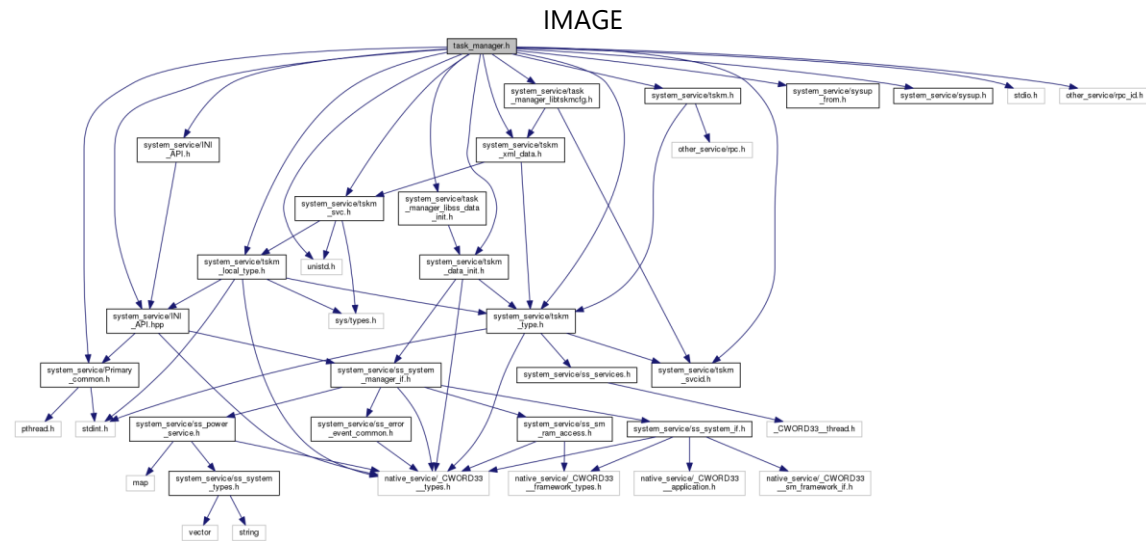 IMAGE
task_manager.h
system_service/task
_manager_libtskmcfg.h
system_service/tskm.h
system_service/sysup
_from.h
system_service/sysup.h
stdio.h
other_service/rpc_id.h
system_service/INI
_API.h
system_service/tskm
_xml_data.h
other_service/rpc.h
system_service/tskm
_svc.h
system_service/task
_manager_libss_data
_init.h
system_service/tskm
_local_type.h
unistd.h
system_service/tskm
_data_init.h
system_service/INI
_API.hpp
sys/types.h
system_service/tskm
_type.h
system_service/Primary
_common.h
system_service/ss_system
_manager_if.h
system_service/ss_services.h
system_service/tskm
_svcid.h
pthread.h
stdint.h
system_service/ss_power
_service.h
system_service/ss_error
_event_common.h
system_service/ss_sm
_ram_access.h
system_service/ss_system_if.h
_CWORD33__thread.h
map
system_service/ss_system
_types.h
native_service/_CWORD33
__types.h
native_service/_CWORD33
__framework_types.h
native_service/_CWORD33
__application.h
native_service/_CWORD33
__sm_framework_if.h
vector
string